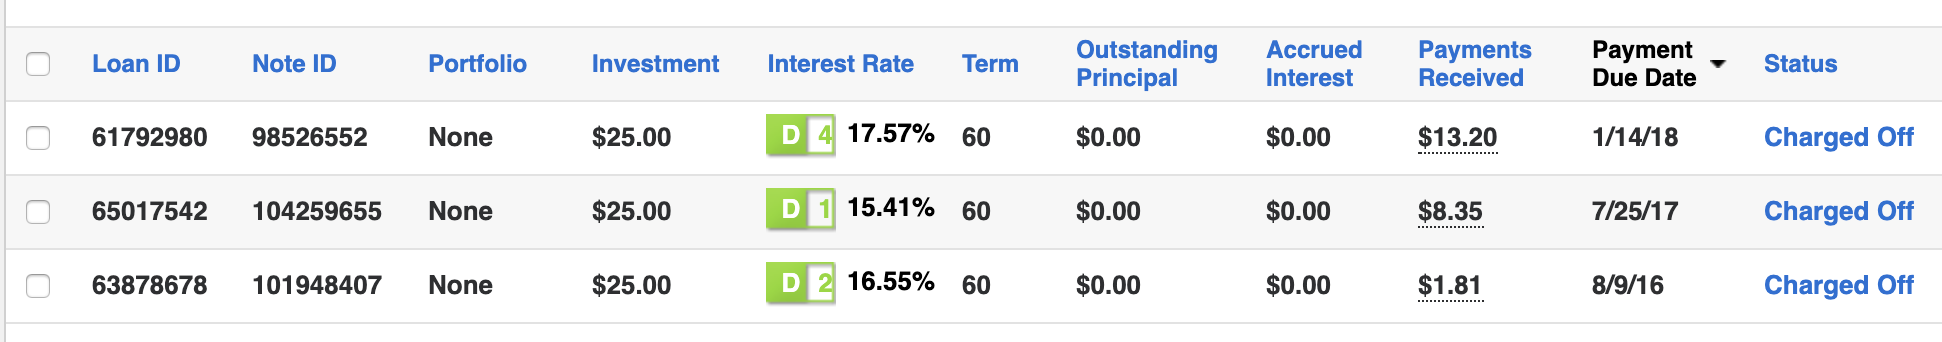 Loan ID Note ID Portfolio Investment Interest Rate Term Outstanding Principal Accrued Interest Payments Received Payment Due Date Status
61792980 98526552 None $25.00 D 4 17.57% 60 $0.00 $0.00 $13.20 1/14/18 Charged Off
65017542 104259655 None $25.00 D 1 15.41% 60 $0.00 $0.00 $8.35 7/25/17 Charged Off
63878678 101948407 None $25.00 D 2 16.55% 60 $0.00 $0.00 $1.81 8/9/16 Charged Off